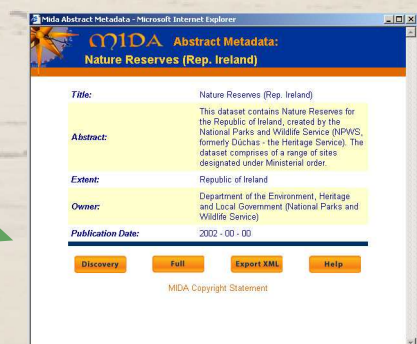 Mida Abstract Metadata - Microsoft Internet Explorer
MIDA Abstract Metadata:
Nature Reserves (Rep. Ireland)
Title: Nature Reserves (Rep. Ireland)
Abstract: This dataset contains Nature Reserves for
the Republic of Ireland, created by the
National Parks and Wildlife Service (NPWS,
formerly Dúchas - the Heritage Service). The
dataset comprises of a range of sites
designated under Ministerial order.
Extent: Republic of Ireland
Owner: Department of the Environment, Heritage
and Local Government (National Parks and
Wildlife Service)
Publication Date: 2002 - 00 - 00
Discovery Full Export XML Help
MIDA Copyright Statement